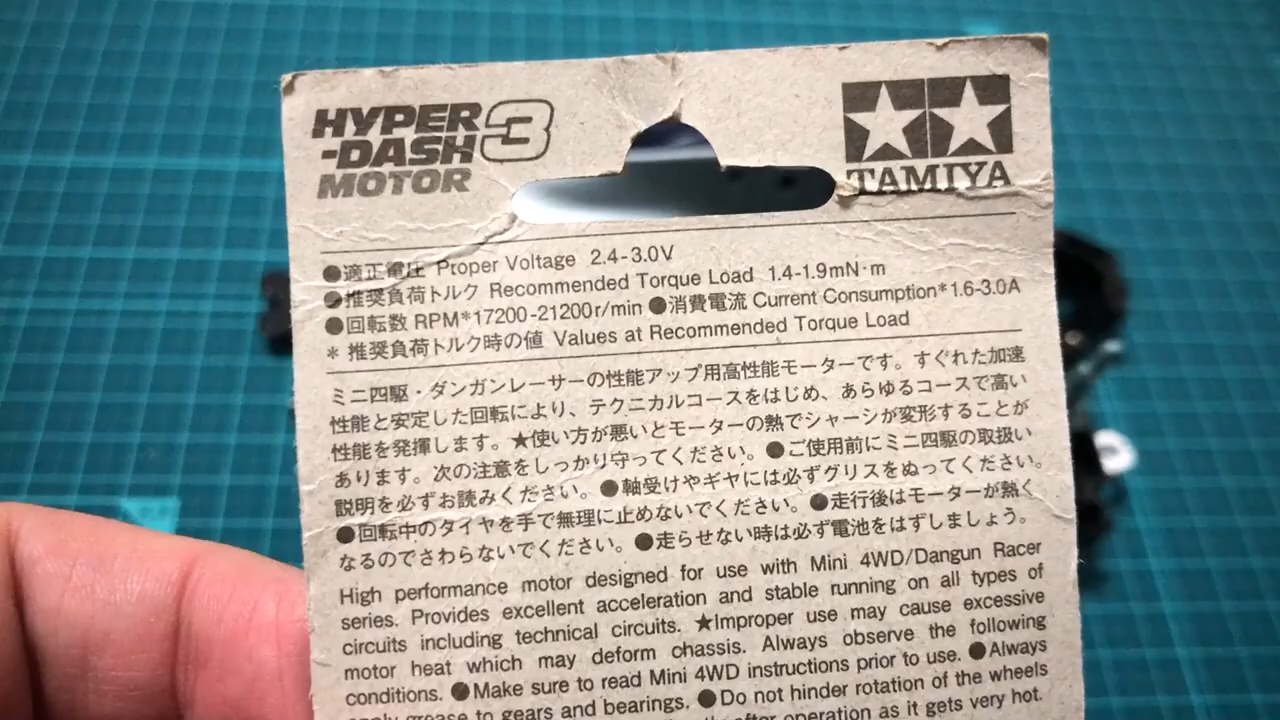 HYPER
-DASH 3
MOTOR
TAMIYA
●適正電圧 Proper Voltage 2.4-3.0V
●推奨負荷トルク Recommended Torque Load 1.4-1.9mN·m
●回転数 RPM*17200-21200r/min ●消費電流 Current Consumption*1.6-3.0A
* 推奨負荷トルク時の値 Values at Recommended Torque Load
ミニ四駆・ダンガンレーサーの性能アップ用高性能モーターです。すぐれた加速
性能と安定した回転により、テクニカルコースをはじめ、あらゆるコースで高い
性能を発揮します。★使い方が悪いとモーターの熱でシャーシが変形することが
あります。次の注意をしっかり守ってください。●ご使用前にミニ四駆の取扱い
説明を必ずお読みください。●軸受けやギヤには必ずグリスをぬってください。
●回転中のタイヤを手で無理に止めないでください。●走行後はモーターが熱く
なるのでさわらないでください。●走らせない時は必ず電池をはずしましょう。
High performance motor designed for use with Mini 4WD/Dangun Racer
series. Provides excellent acceleration and stable running on all types of
circuits including technical circuits. ★Improper use may cause excessive
motor heat which may deform chassis. Always observe the following
conditions. ●Make sure to read Mini 4WD instructions prior to use. ●Always
apply grease to gears and bearings. ●Do not hinder rotation of the wheels
after operation as it gets very hot.